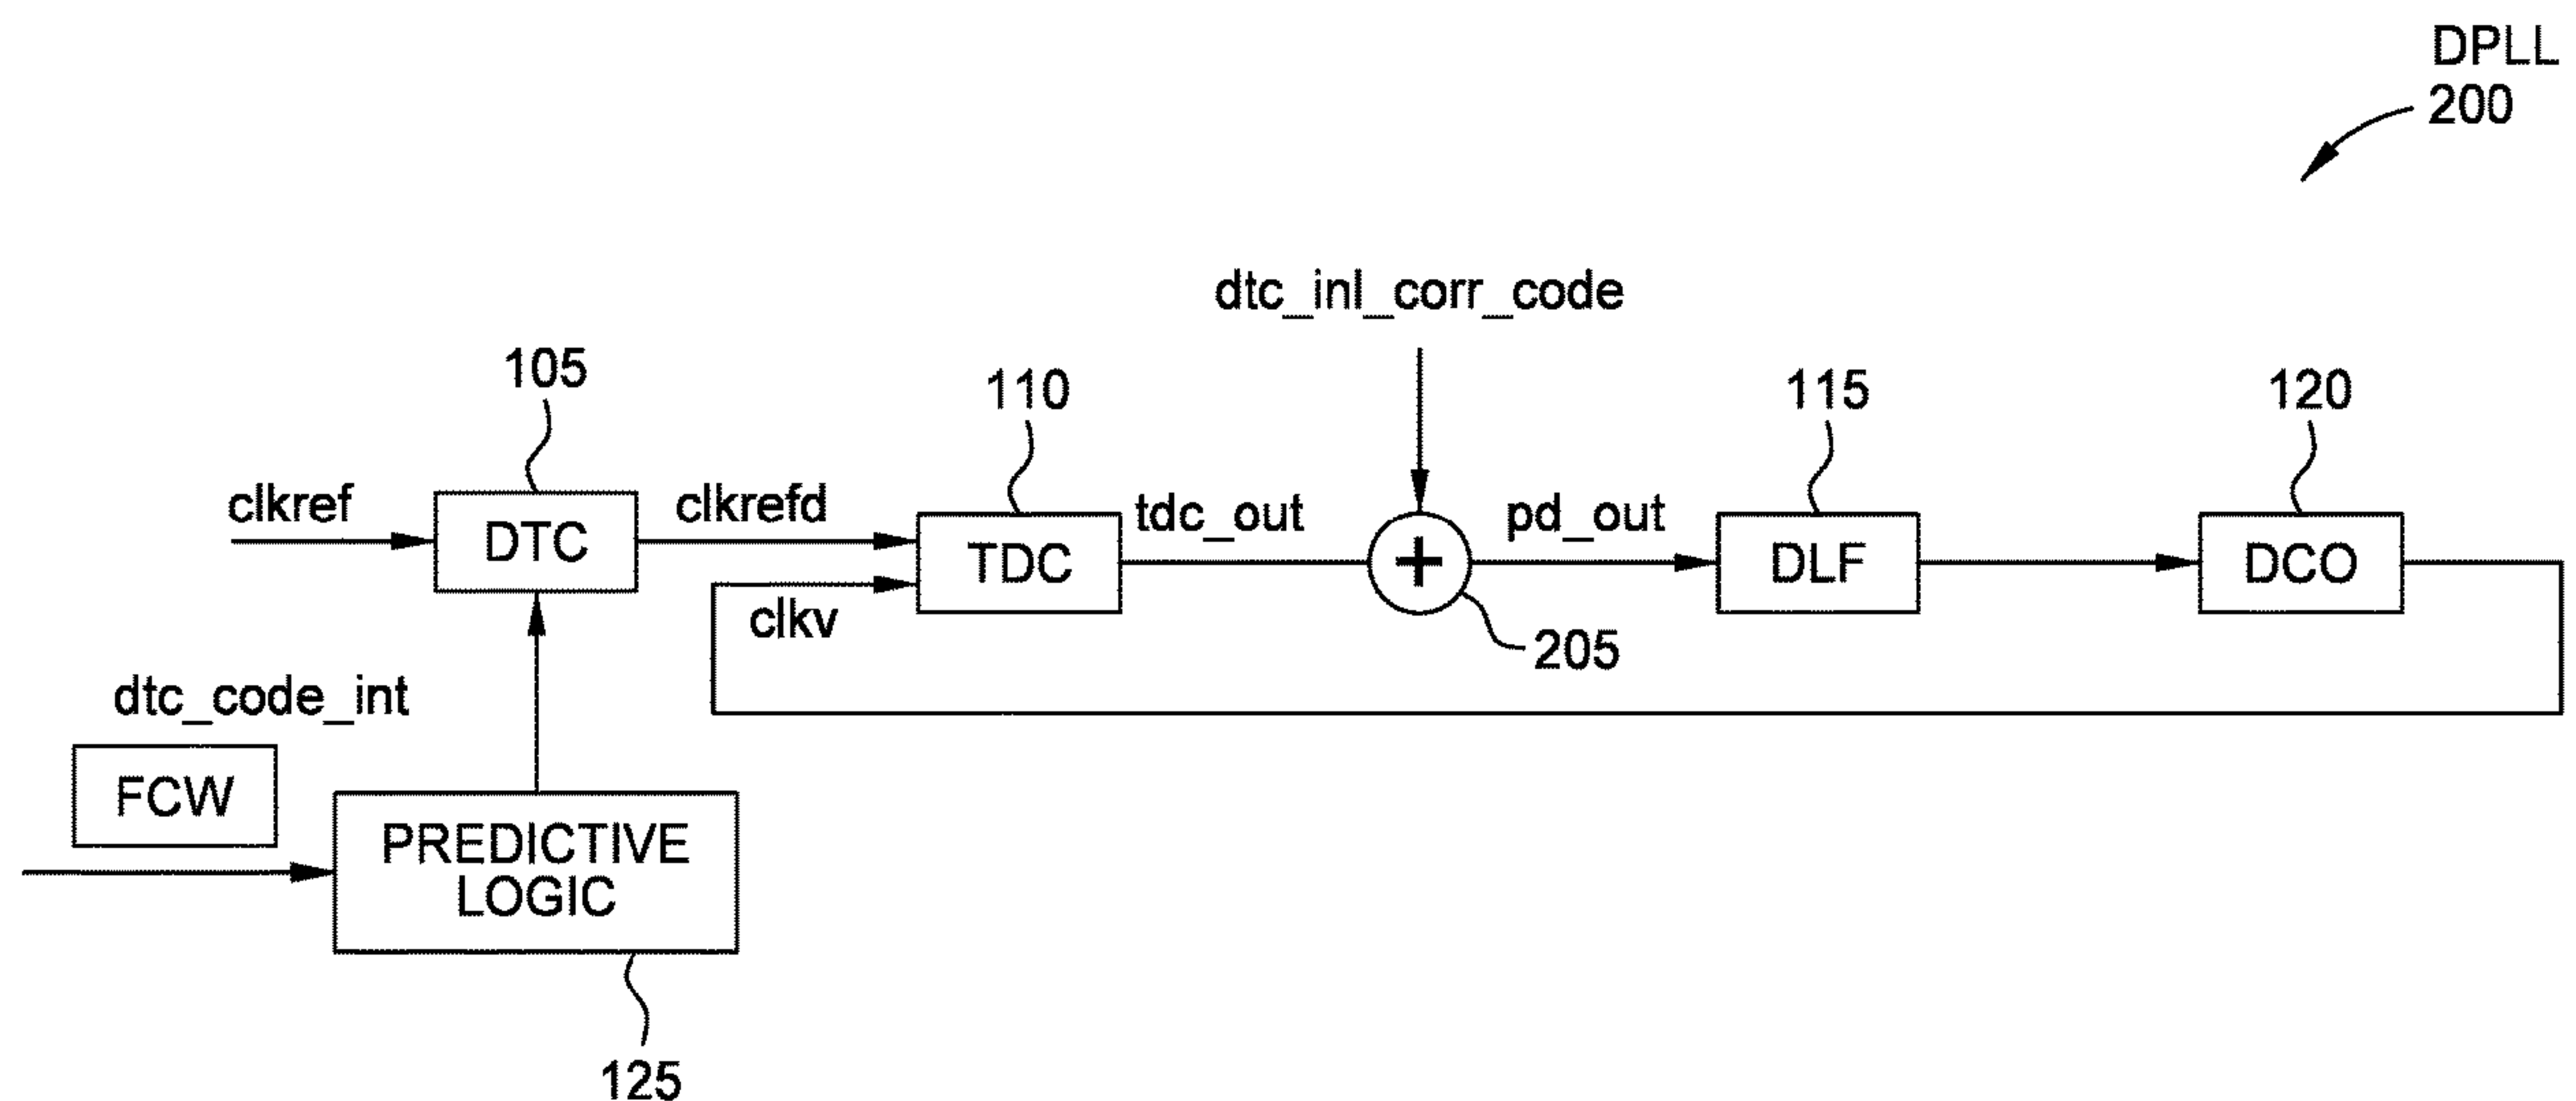 DPLL
200
dtc_inl_corr_code
105
110
115
120
clkref
DTC
clkrefd
TDC
tdc_out
+
pd_out
DLF
DCO
clkv
205
dtc_code_int
FCW
PREDICTIVE
LOGIC
125